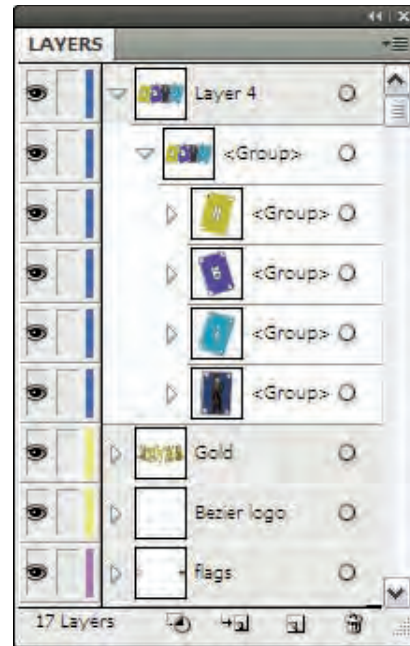 LAYERS
Layer 4
<Group>
<Group>
<Group>
<Group>
<Group>
Gold
Bezier logo
flags
17 Layers